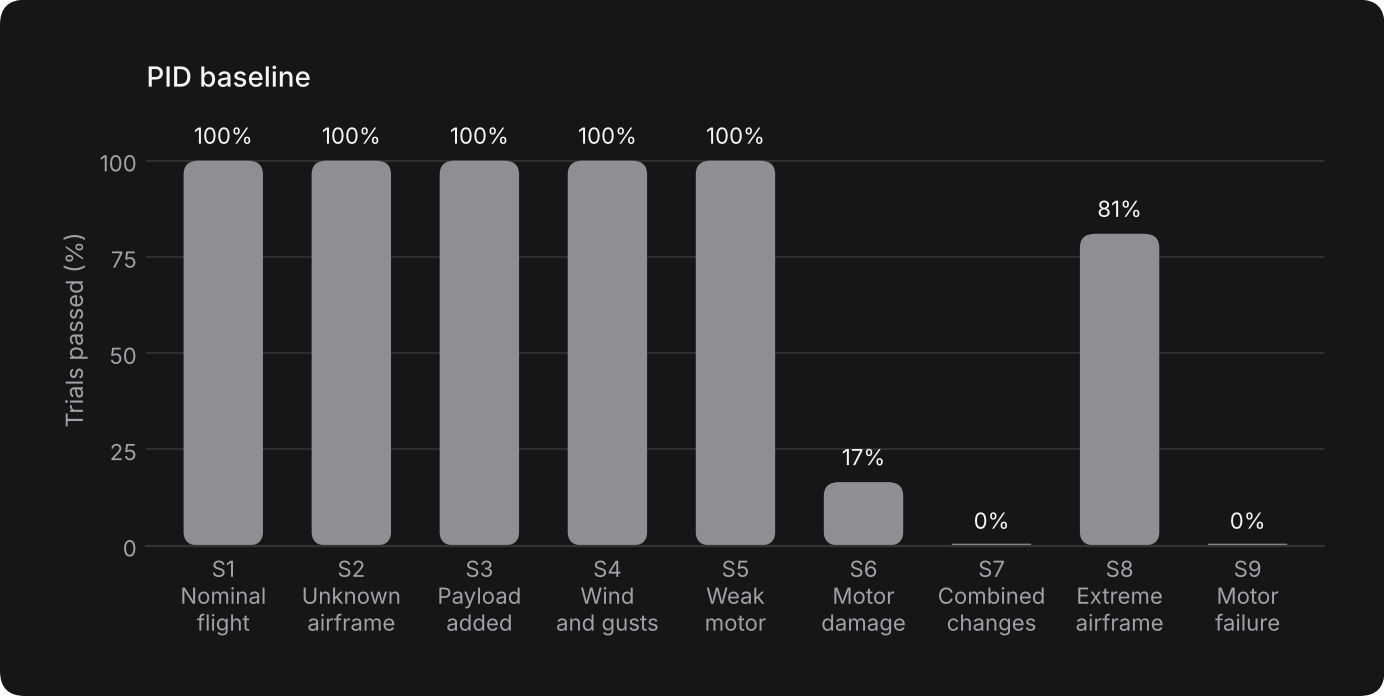 PID baseline
100%
100%
100%
100%
100%
81%
17%
0%
0%
100
75
50
25
0
Trials passed (%)
S1
Nominal
flight
S2
Unknown
airframe
S3
Payload
added
S4
Wind
and gusts
S5
Weak
motor
S6
Motor
damage
S7
Combined
changes
S8
Extreme
airframe
S9
Motor
failure